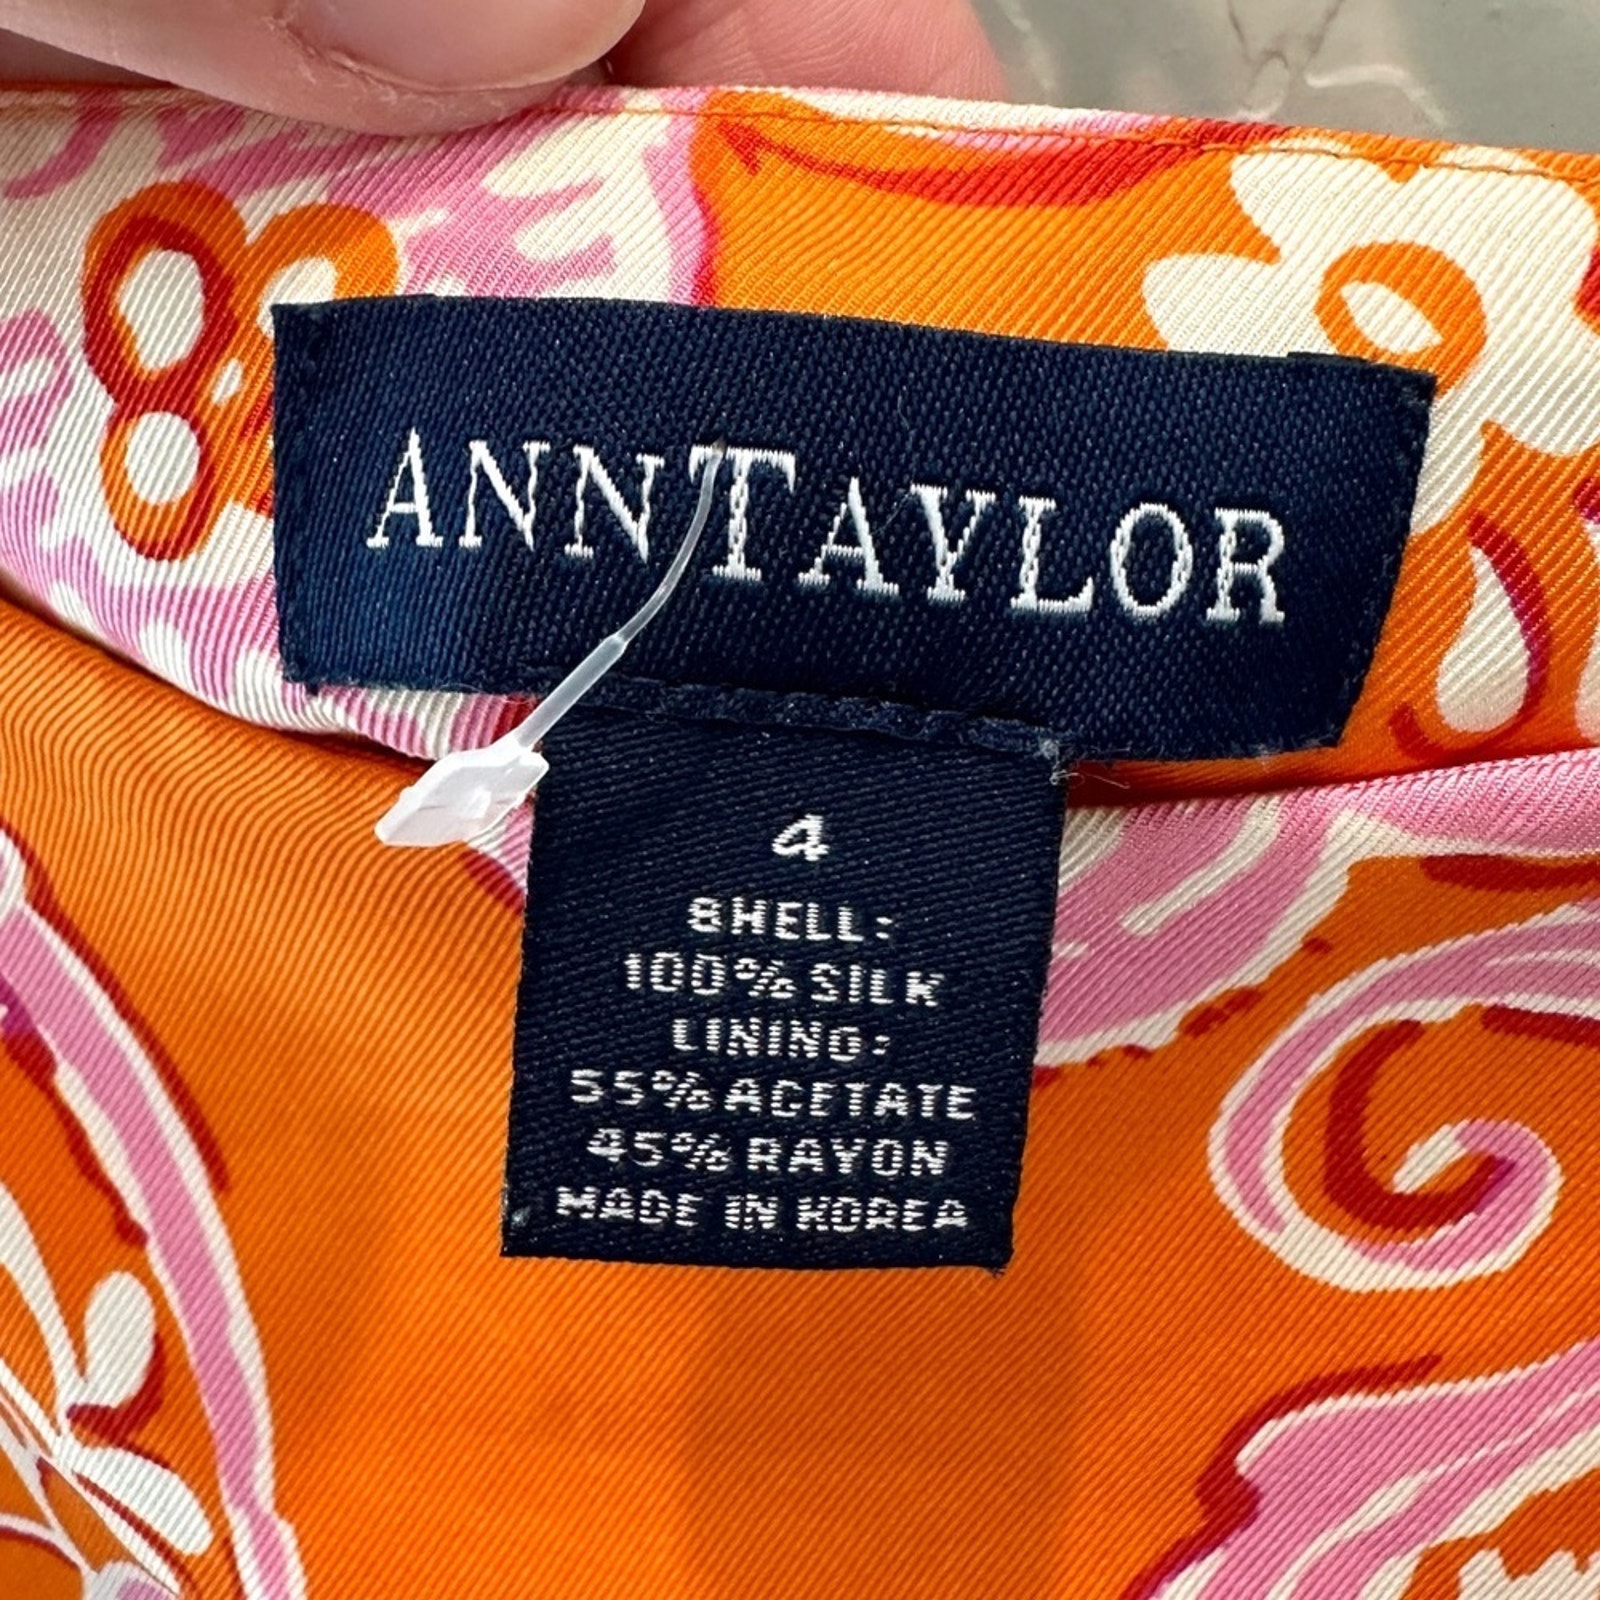 ANNTAYLOR
4
SHELL:
100% SILK
LINING:
55% ACETATE
45% RAYON
MADE IN KOREA